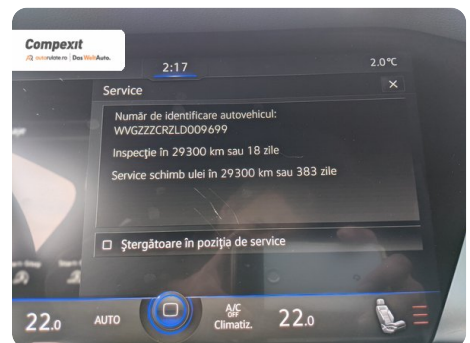 Compexit
autorulate.ro | Das WeltAuto.
2:17
2.0°C
Service
Număr de identificare autovehicul:
WVGZZZCRZLD009699
Inspecție în 29300 km sau 18 zile
Service schimb ulei în 29300 km sau 383 zile
Ștergătoare în poziția de service
22.0
AUTO
A/C
OFF
Climatiz.
22.0